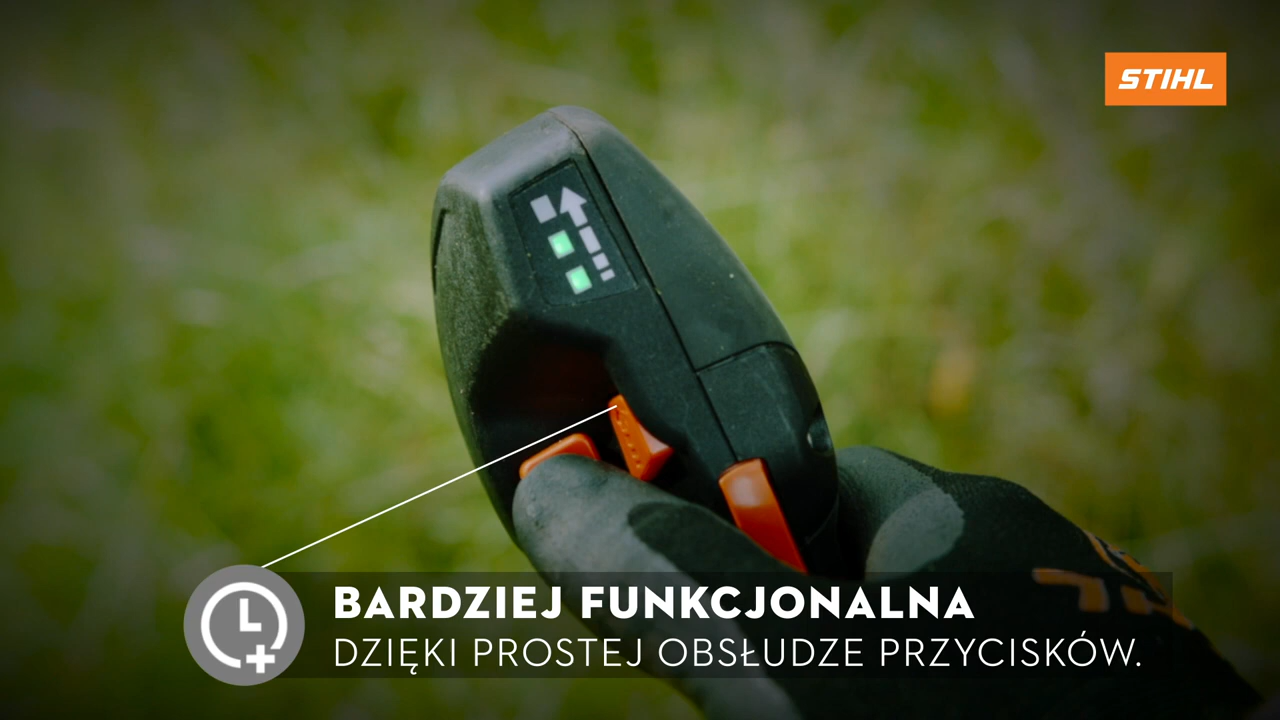 STIHL
BARDZIEJ FUNKCJONALNA
DZIĘKI PROSTEJ OBSŁUDZE PRZYCISKÓW.